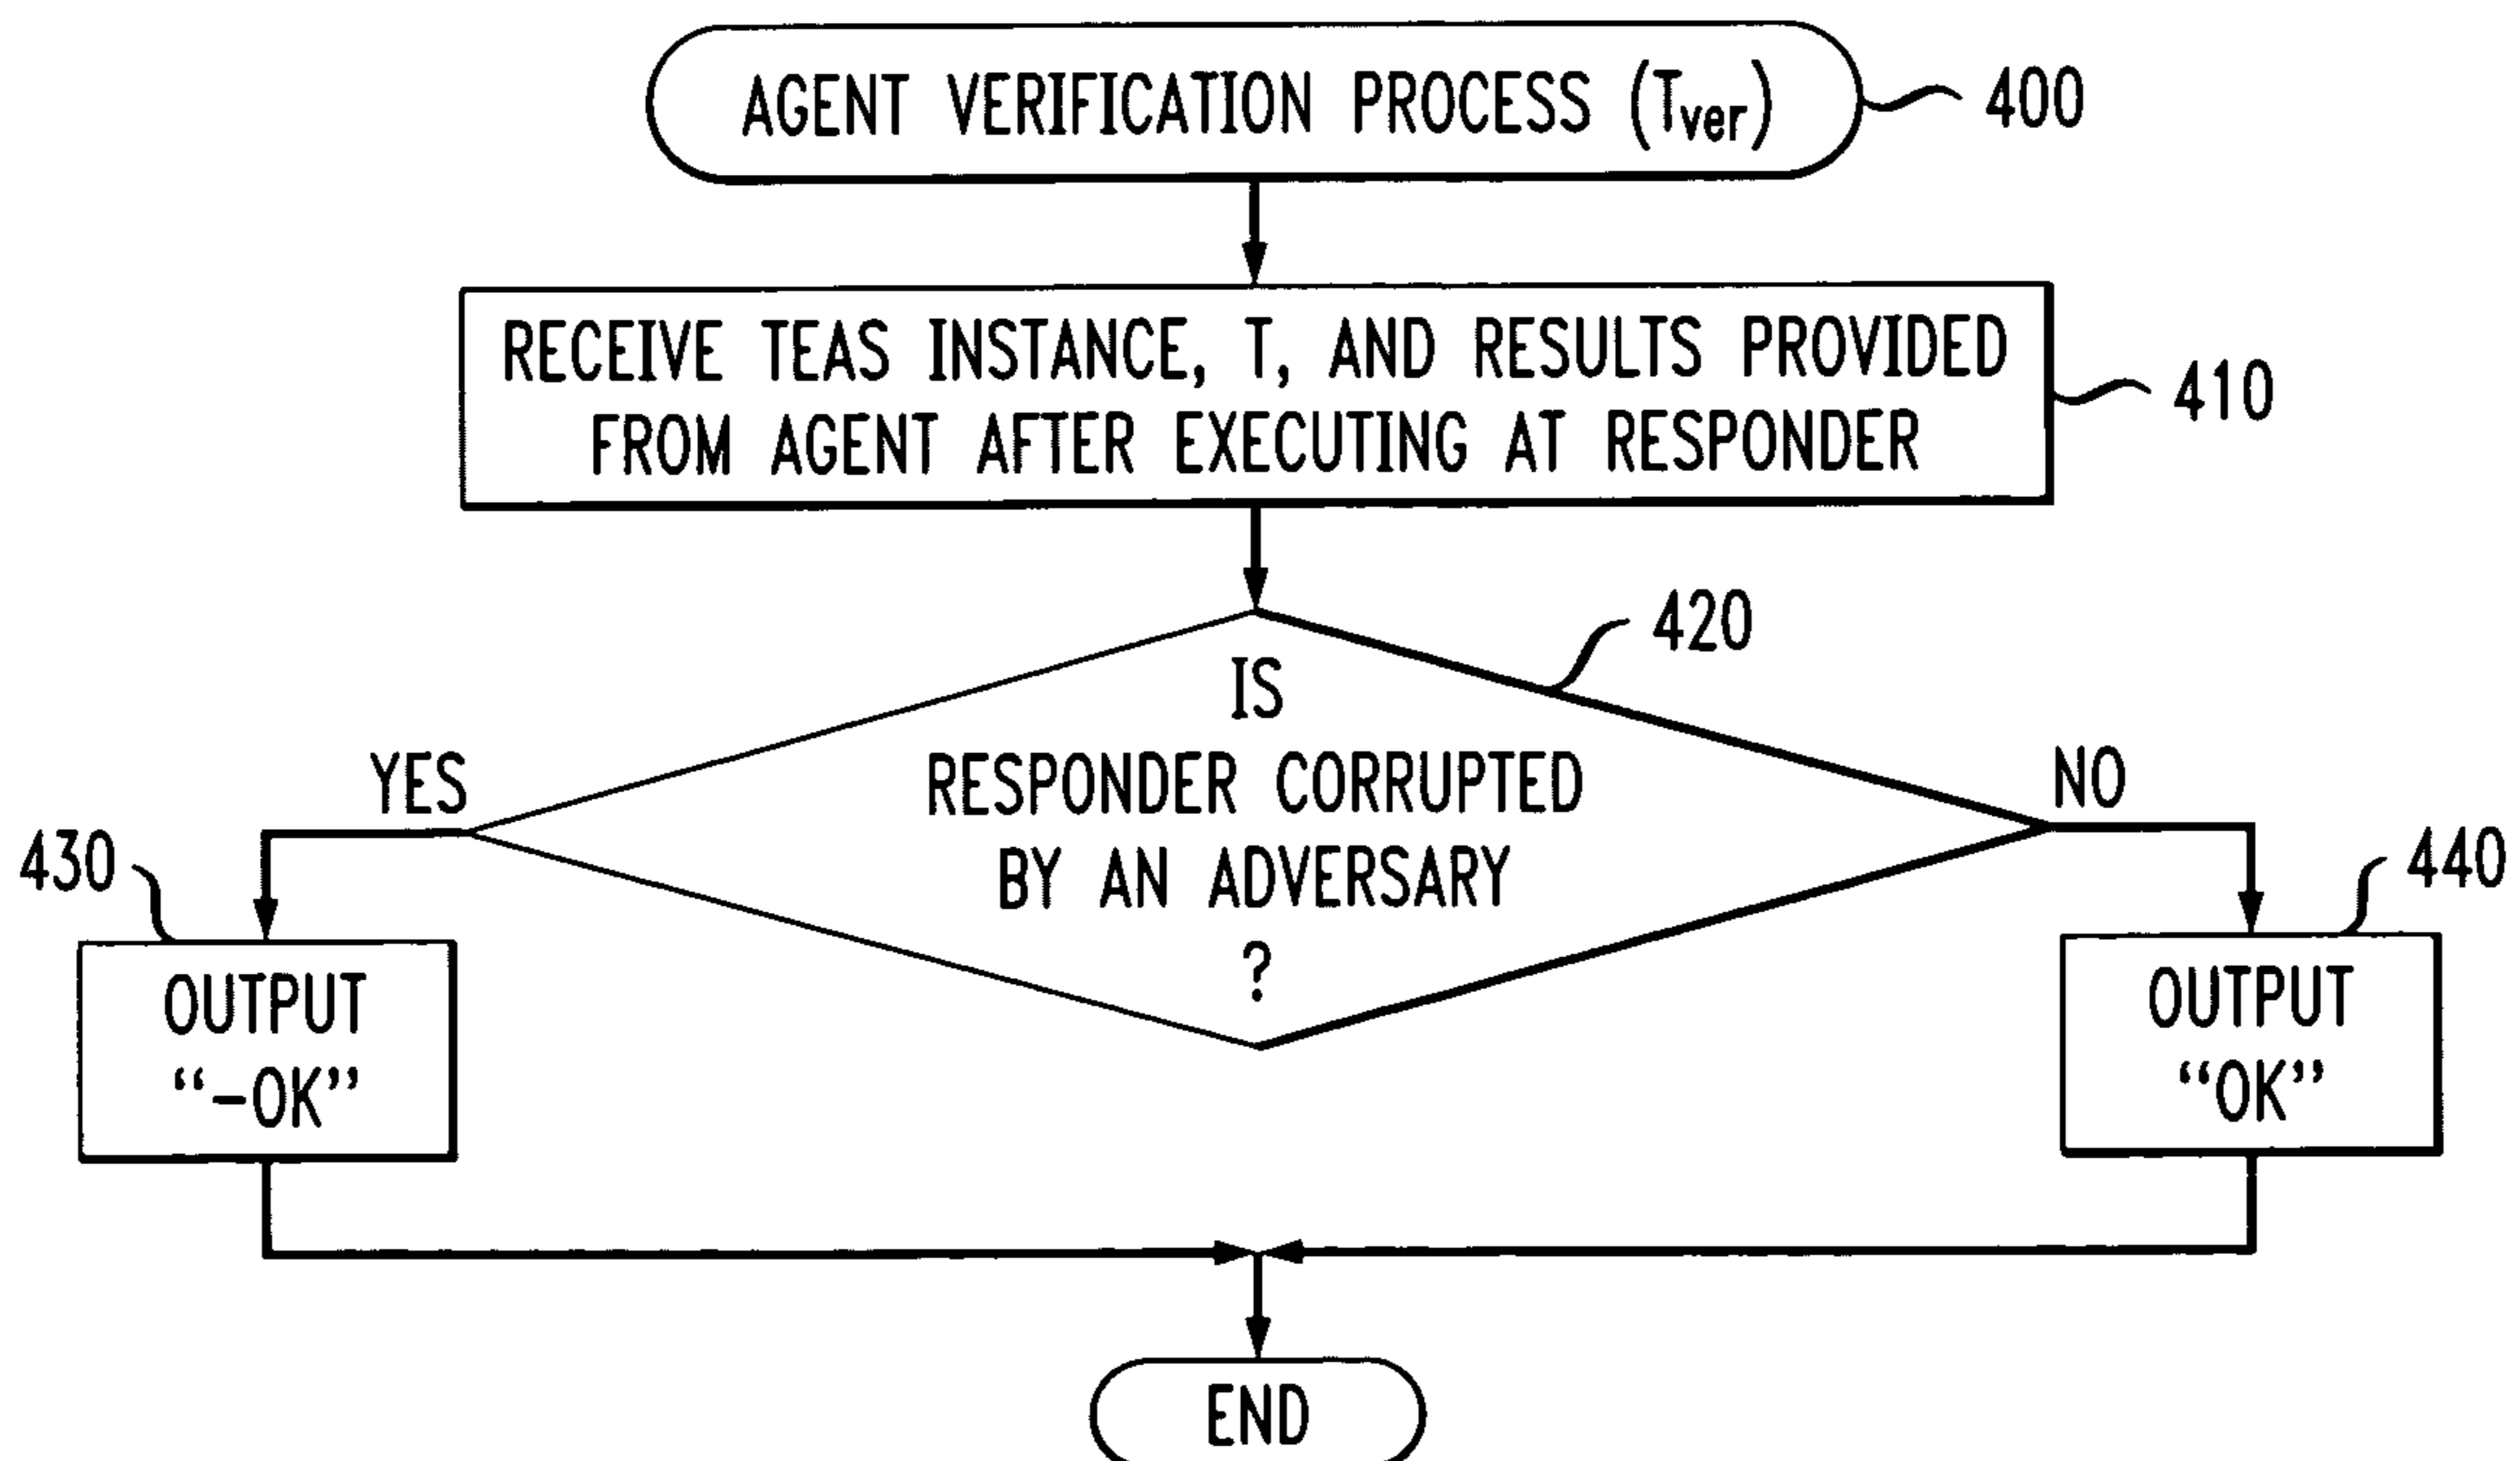 AGENT VERIFICATION PROCESS (Tver)
400
RECEIVE TEAS INSTANCE, T, AND RESULTS PROVIDED
FROM AGENT AFTER EXECUTING AT RESPONDER
410
420
IS
RESPONDER CORRUPTED
BY AN ADVERSARY
?
YES
NO
430
440
OUTPUT
“-OK”
OUTPUT
“OK”
END